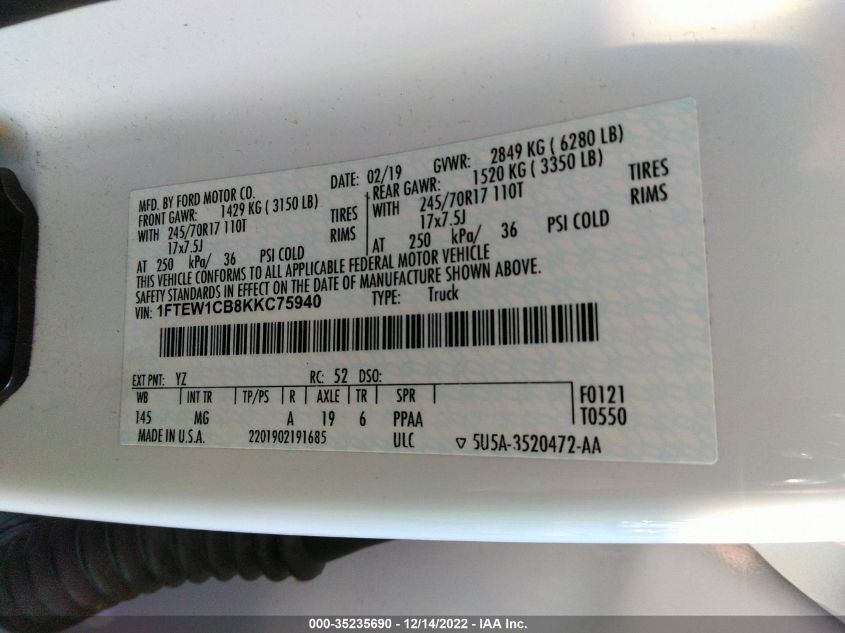 MFD. BY FORD MOTOR CO. DATE: 02/19 GVWR: 2849 KG ( 6280 LB)
FRONT GAWR: 1429 KG ( 3150 LB) REAR GAWR: 1520 KG ( 3350 LB)
WITH 245/70R17 110T TIRES WITH 245/70R17 110T TIRES
17x7.5J RIMS 17x7.5J RIMS
AT 250 kPa/ 36 PSI COLD AT 250 kPa/ 36 PSI COLD
THIS VEHICLE CONFORMS TO ALL APPLICABLE FEDERAL MOTOR VEHICLE
SAFETY STANDARDS IN EFFECT ON THE DATE OF MANUFACTURE SHOWN ABOVE.
VIN: 1FTEW1CB8KKC75940 TYPE: Truck
EXT PNT: YZ RC: 52 DSO:
WB INT TR TP/PS R AXLE TR SPR F0121
145 MG A 19 6 PPAA T0550
MADE IN U.S.A. 2201902191685 ULC ▽ 5U5A-3520472-AA
000-35235690 - 12/14/2022 - IAA Inc.